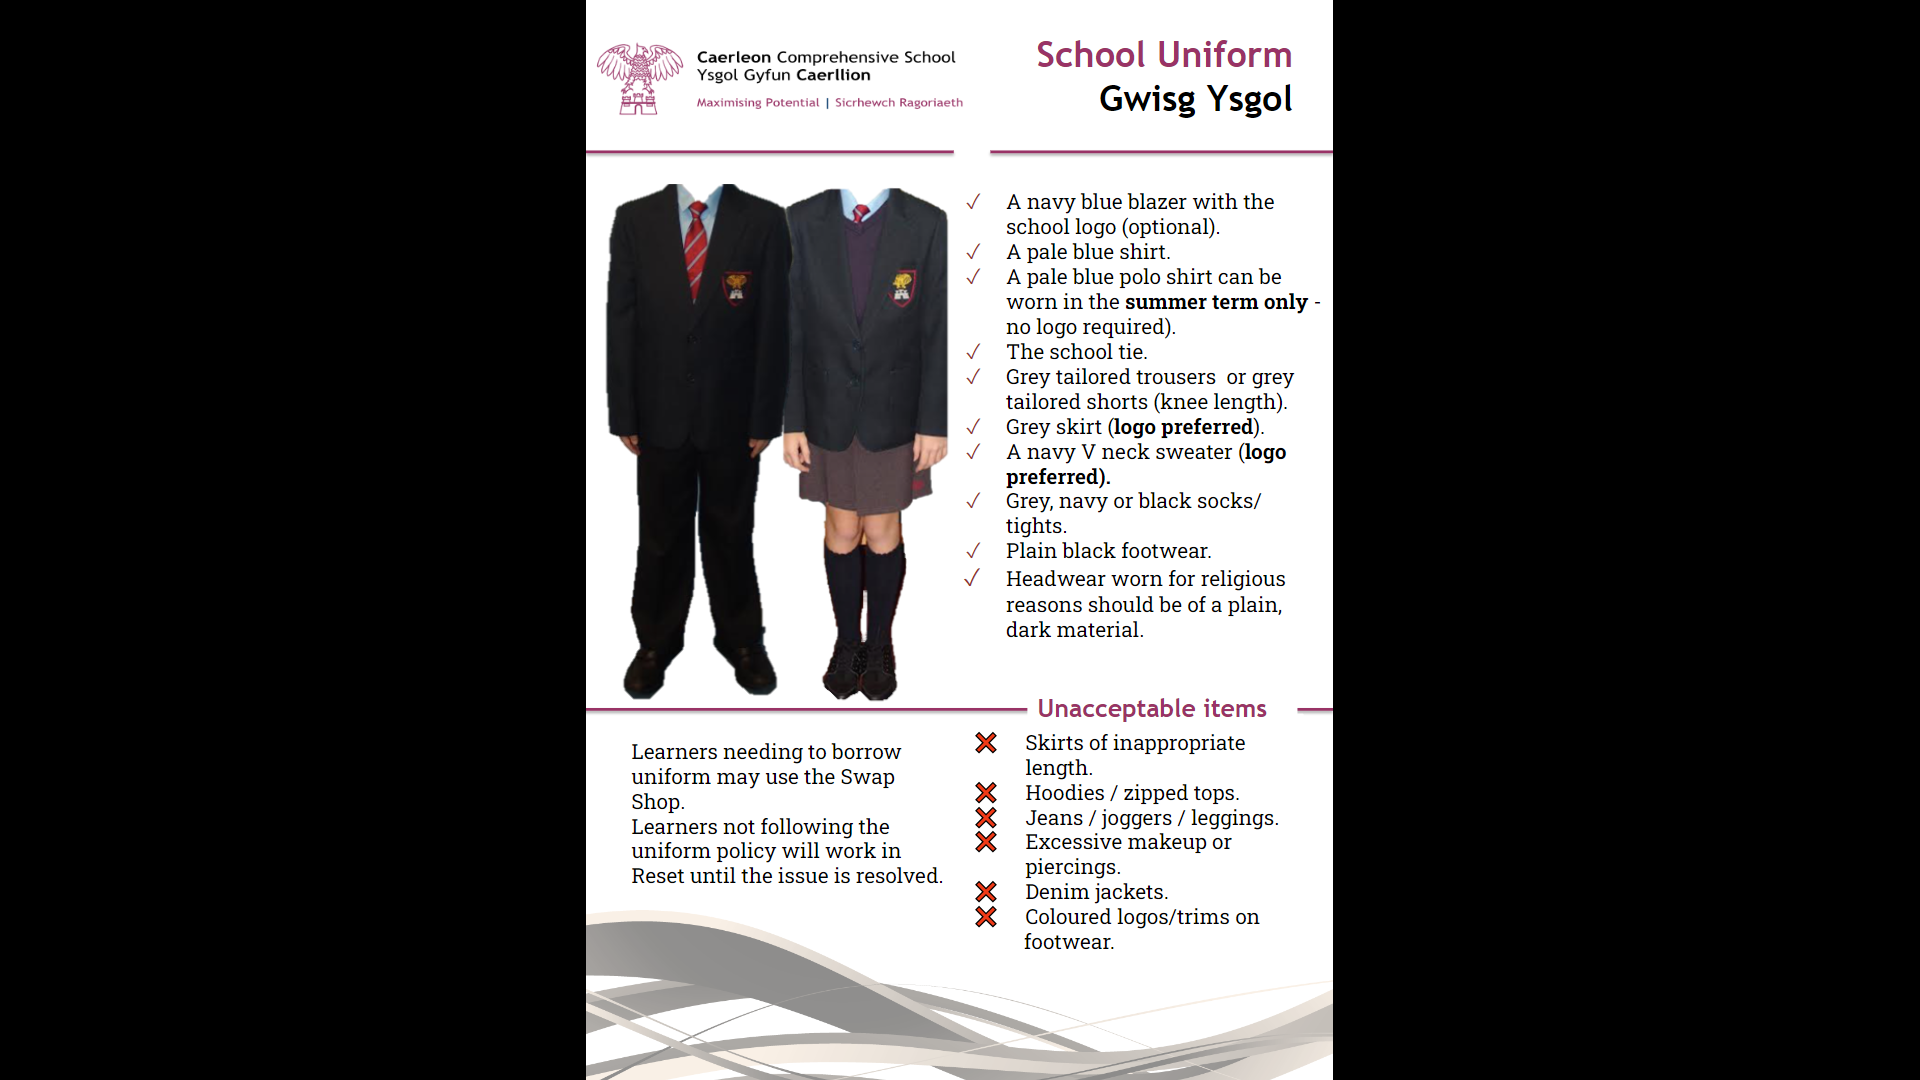 Caerleon Comprehensive School
Ysgol Gyfun Caerllion
Maximising Potential | Sicrhewch Ragoriaeth
School Uniform
Gwisg Ysgol
✓ A navy blue blazer with the
school logo (optional).
✓ A pale blue shirt.
✓ A pale blue polo shirt can be
worn in the summer term only -
no logo required).
✓ The school tie.
✓ Grey tailored trousers  or grey
tailored shorts (knee length).
✓ Grey skirt (logo preferred).
✓ A navy V neck sweater (logo
preferred).
✓ Grey, navy or black socks/
tights.
✓ Plain black footwear.
✓ Headwear worn for religious
reasons should be of a plain,
dark material.
Learners needing to borrow
uniform may use the Swap
Shop.
Learners not following the
uniform policy will work in
Reset until the issue is resolved.
Unacceptable items
❌ Skirts of inappropriate
length.
❌ Hoodies / zipped tops.
❌ Jeans / joggers / leggings.
❌ Excessive makeup or
piercings.
❌ Denim jackets.
❌ Coloured logos/trims on
footwear.